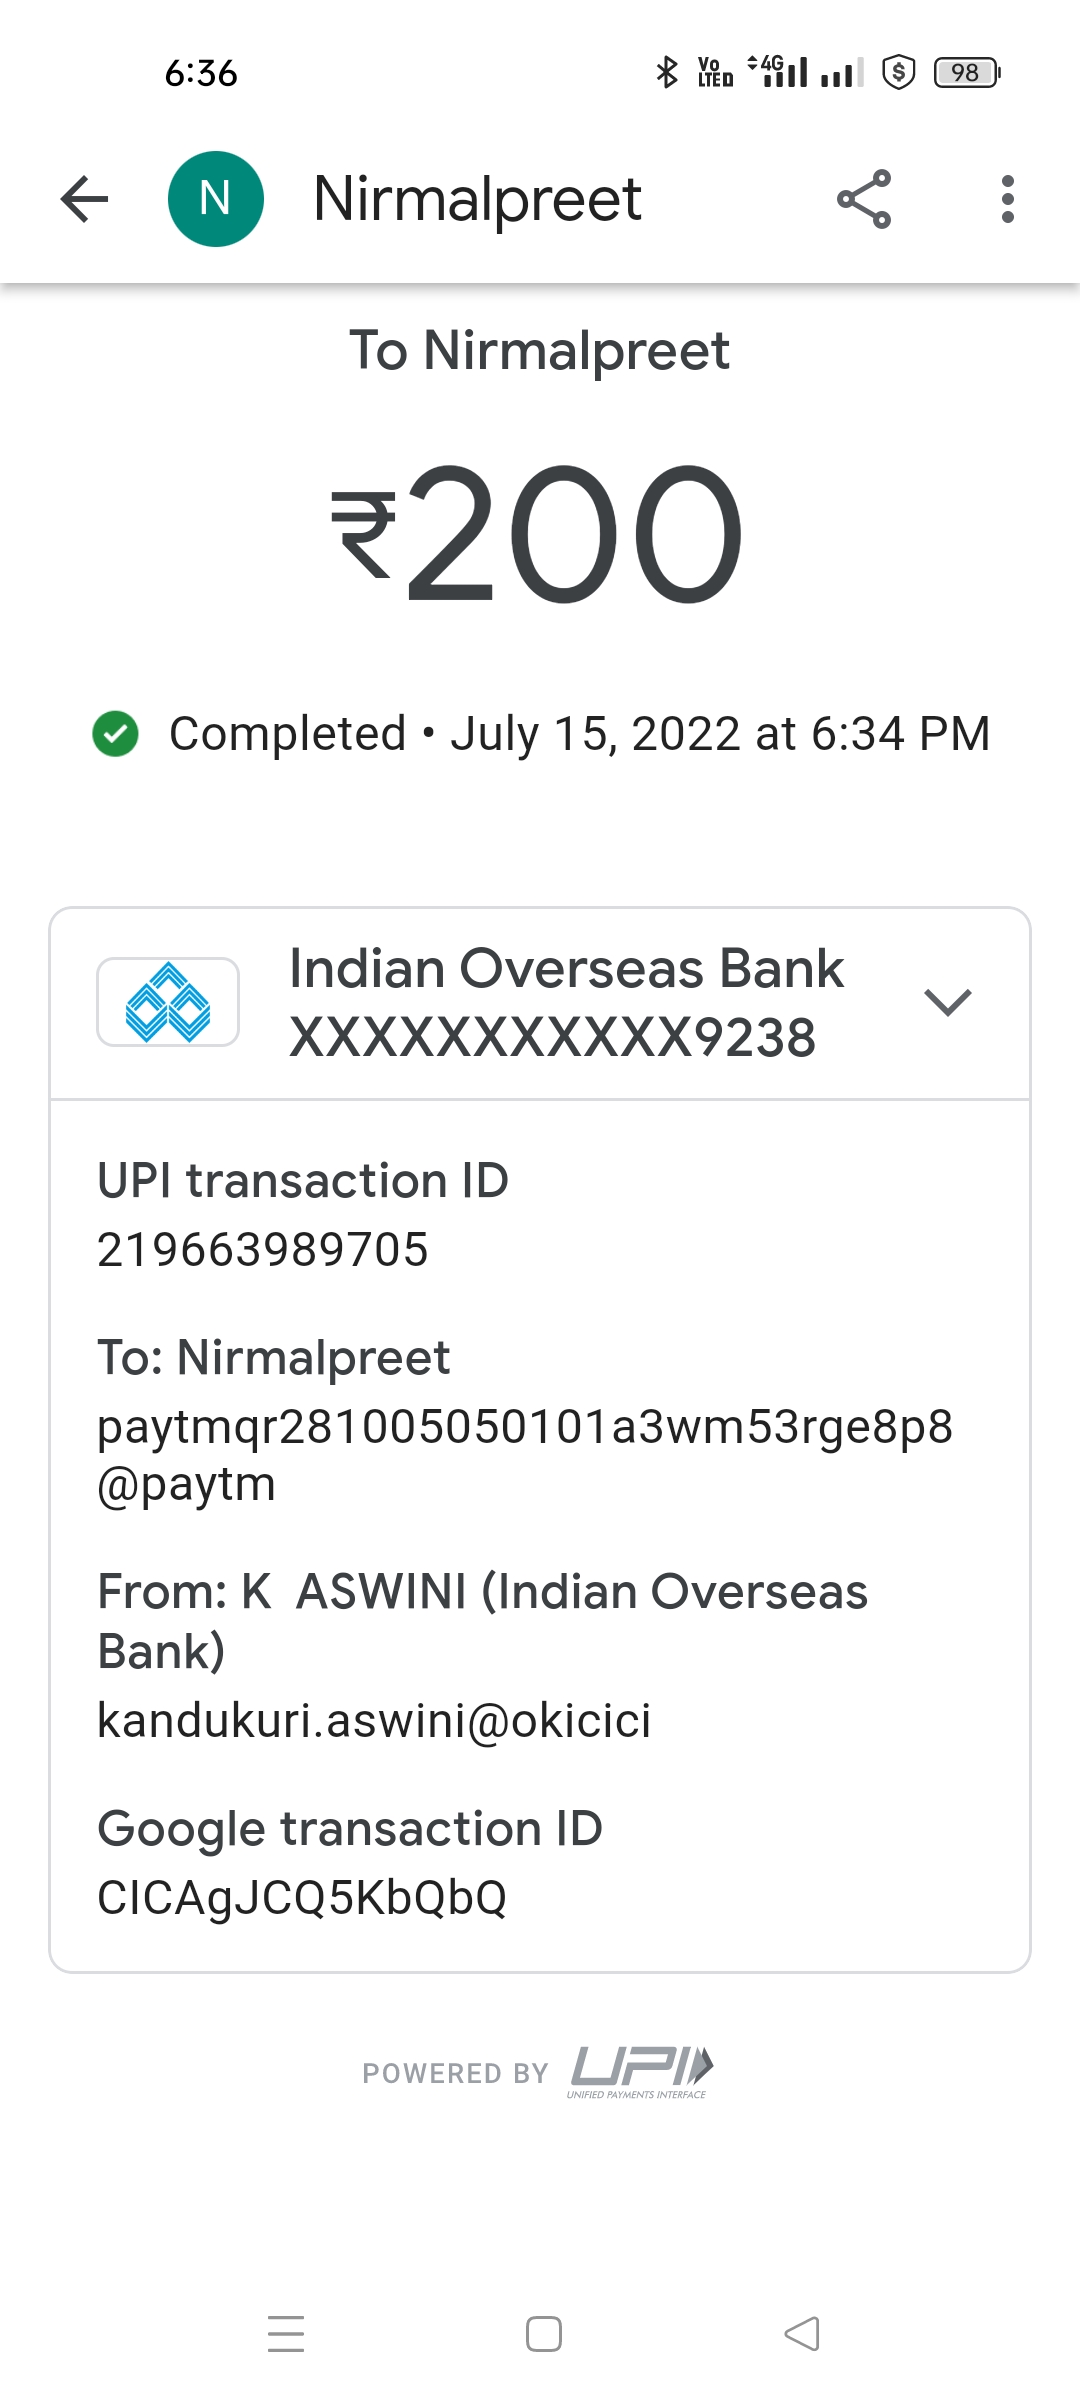 6:36
Vo LTE D 4G 98
N Nirmalpreet
To Nirmalpreet
₹200
Completed • July 15, 2022 at 6:34 PM
Indian Overseas Bank
XXXXXXXXXXX9238
UPI transaction ID
219663989705
To: Nirmalpreet
paytmqr281005050101a3wm53rge8p8
@paytm
From: K  ASWINI (Indian Overseas
Bank)
kandukuri.aswini@okicici
Google transaction ID
CICAgJCQ5KbQbQ
POWERED BY UPI
UNIFIED PAYMENTS INTERFACE